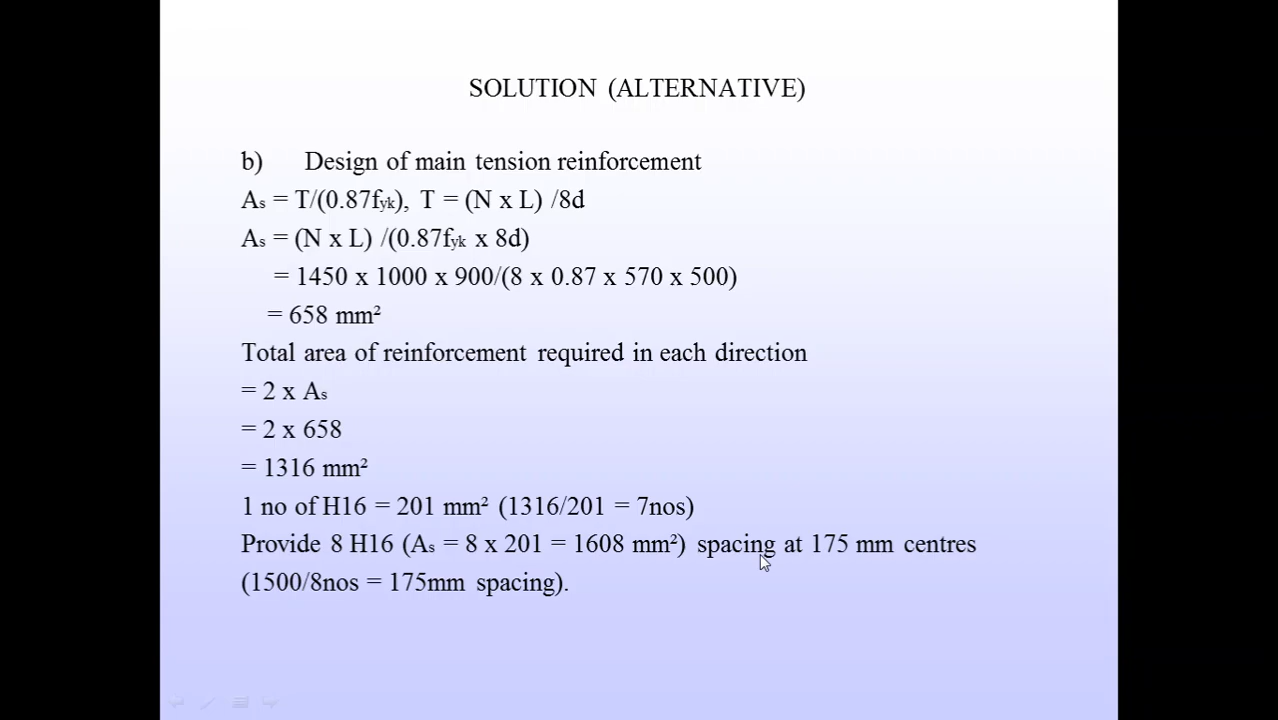 SOLUTION (ALTERNATIVE)
b) Design of main tension reinforcement
As = T/(0.87fyk), T = (N x L) /8d
As = (N x L) /(0.87fyk x 8d)
= 1450 x 1000 x 900/(8 x 0.87 x 570 x 500)
= 658 mm²
Total area of reinforcement required in each direction
= 2 x As
= 2 x 658
= 1316 mm²
1 no of H16 = 201 mm² (1316/201 = 7nos)
Provide 8 H16 (As = 8 x 201 = 1608 mm²) spacing at 175 mm centres
(1500/8nos = 175mm spacing).